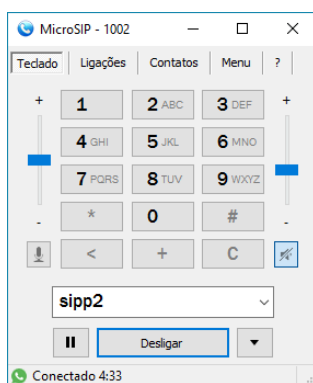 MicroSIP - 1002
Teclado Ligações Contatos Menu ?
+ 1 2 ABC 3 DEF +
4 GHI 5 JKL 6 MNO
7 PQRS 8 TUV 9 WXYZ
- * 0 # -
< + C
sipp2
Desligar
Conectado 4:33